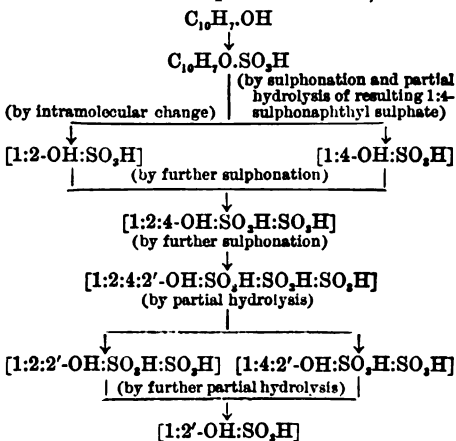 C₁₀H₇.OH
C₁₀H₇O.SO₃H
(by sulphonation and partial
hydrolysis of resulting 1:4-
(by intramolecular change) sulphonaphthyl sulphate)
[1:2-OH:SO₃H] [1:4-OH:SO₃H]
(by further sulphonation)
[1:2:4-OH:SO₃H:SO₃H]
(by further sulphonation)
[1:2:4:2′-OH:SO₃H:SO₃H:SO₃H]
(by partial hydrolysis)
[1:2:2′-OH:SO₃H:SO₃H] [1:4:2′-OH:SO₃H:SO₃H]
(by further partial hydrolysis)
[1:2′-OH:SO₃H]